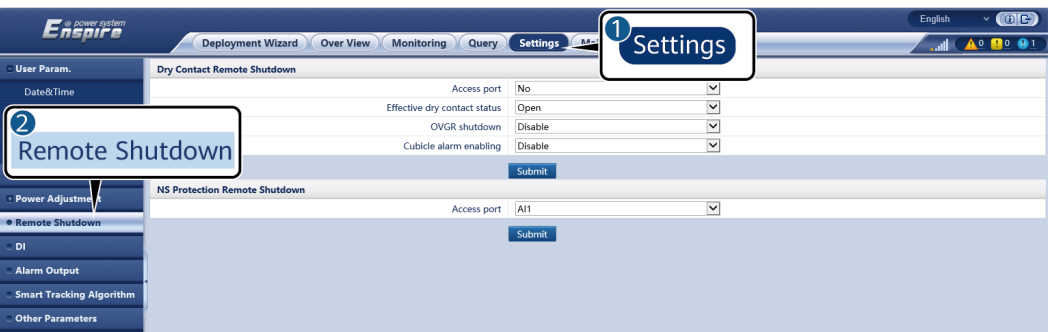 @ power system
Enspire
English
Deployment Wizard
Over View
Monitoring
Query
Settings
1
Settings
0
0
1
User Param.
Date&Time
2
Remote Shutdown
Power Adjustment
Remote Shutdown
DI
Alarm Output
Smart Tracking Algorithm
Other Parameters
Dry Contact Remote Shutdown
Access port No
Effective dry contact status Open
OVGR shutdown Disable
Cubicle alarm enabling Disable
Submit
NS Protection Remote Shutdown
Access port AI1
Submit